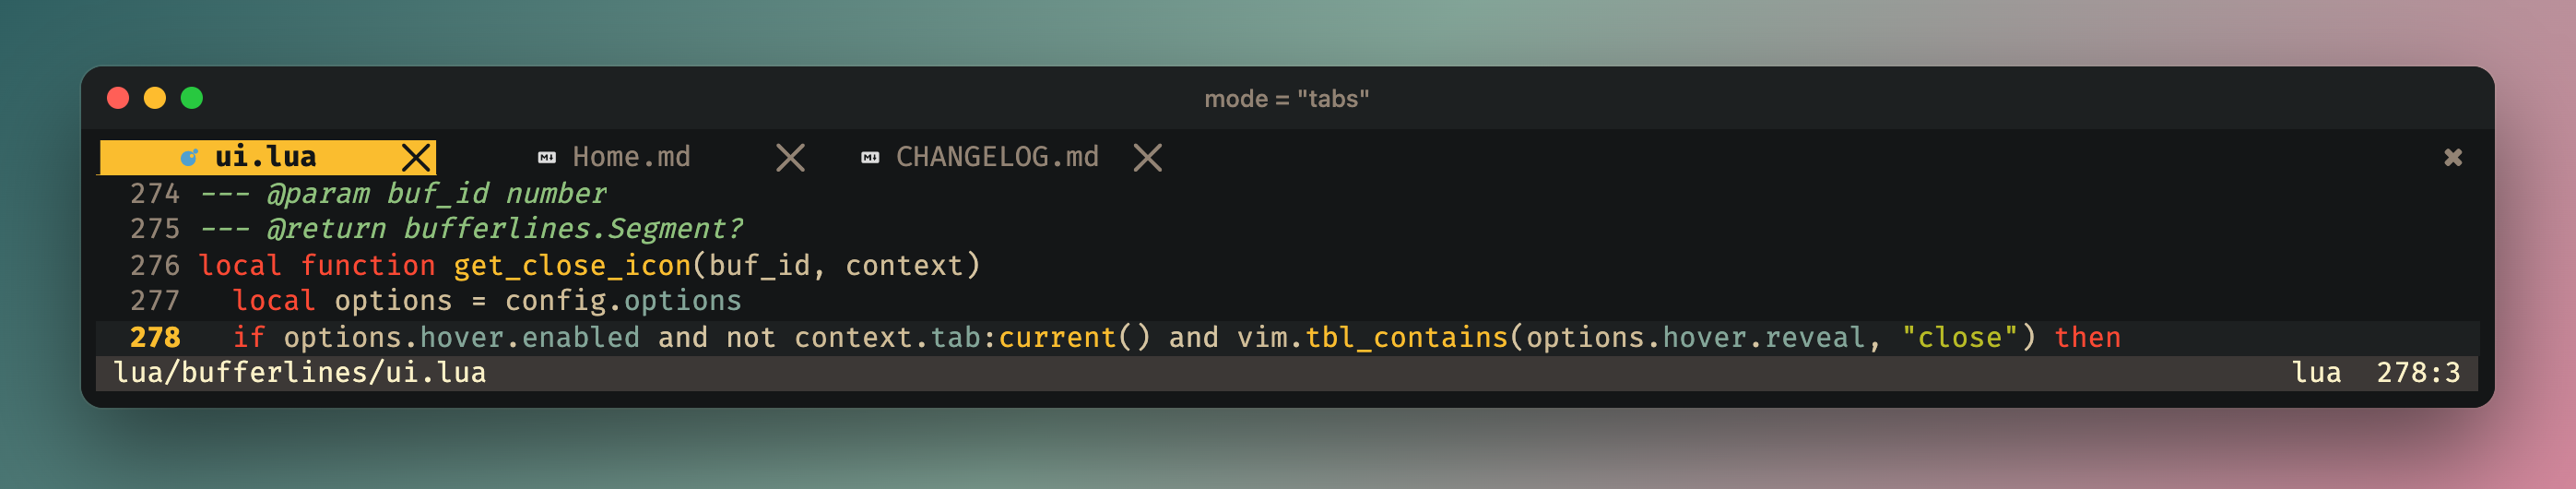 mode = "tabs"
ui.lua Home.md CHANGELOG.md
274 --- @param buf_id number
275 --- @return bufferlines.Segment?
276 local function get_close_icon(buf_id, context)
277 local options = config.options
278 if options.hover.enabled and not context.tab:current() and vim.tbl_contains(options.hover.reveal, "close") then
lua/bufferlines/ui.lua lua 278:3